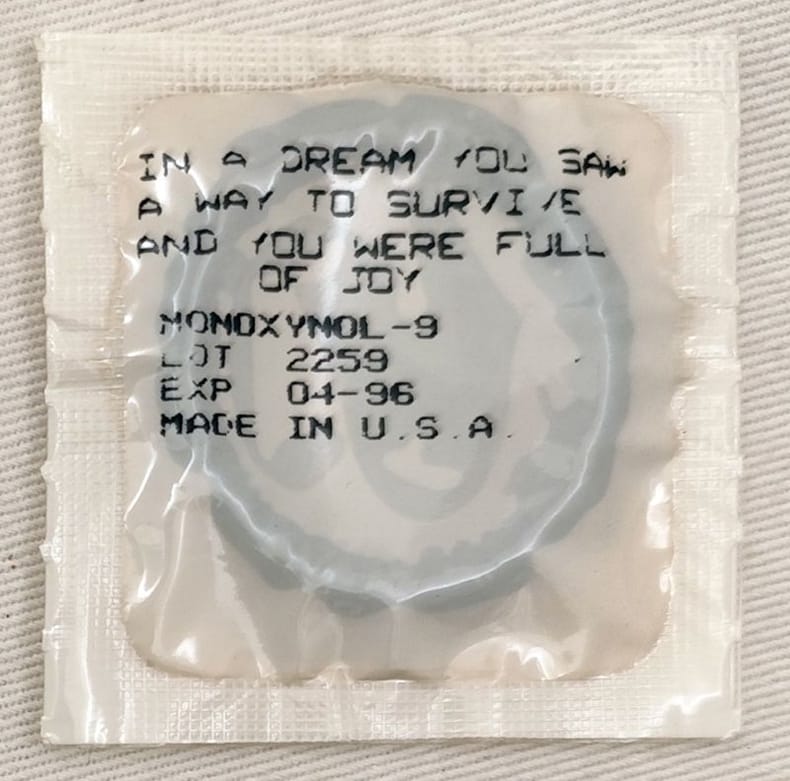 IN A DREAM YOU SAW
A WAY TO SURVIVE
AND YOU WERE FULL
OF JOY
MONOXYNOL-9
LOT 2259
EXP 04-96
MADE IN U.S.A.